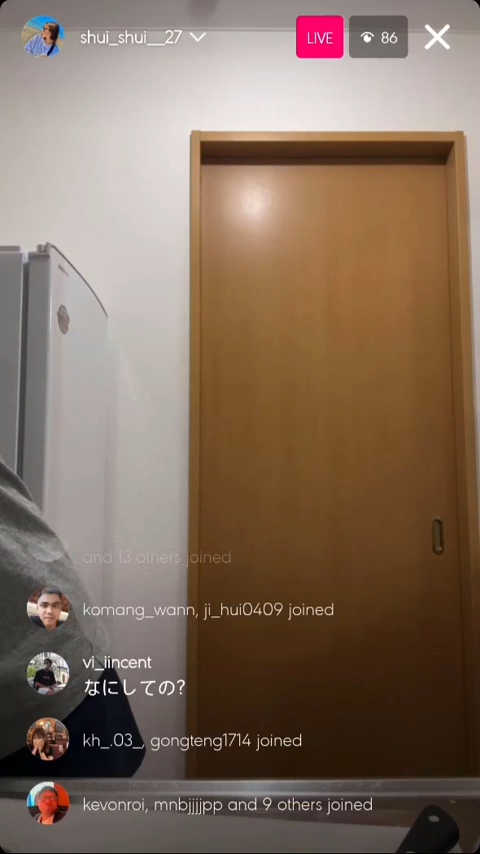 shui_shui__27
LIVE
86
and 13 others joined
komang_wann, ji_hui0409 joined
vi_iincent
なにしての?
kh_.03_, gongteng1714 joined
kevonroi, mnbjjjjpp and 9 others joined